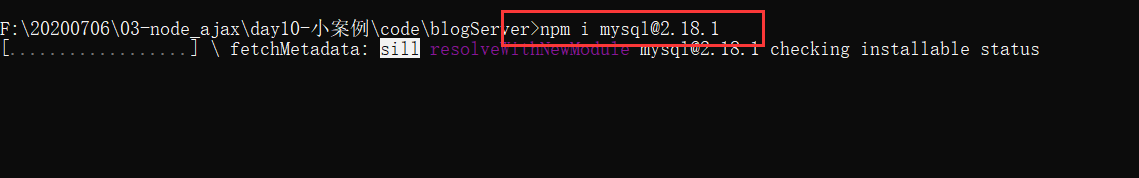 F:\20200706\03-node_ajax\day10-小案例\code\blogServer>npm i mysql@2.18.1
[..................] \ fetchMetadata: sill resolveWithNewModule mysql@2.18.1 checking installable status